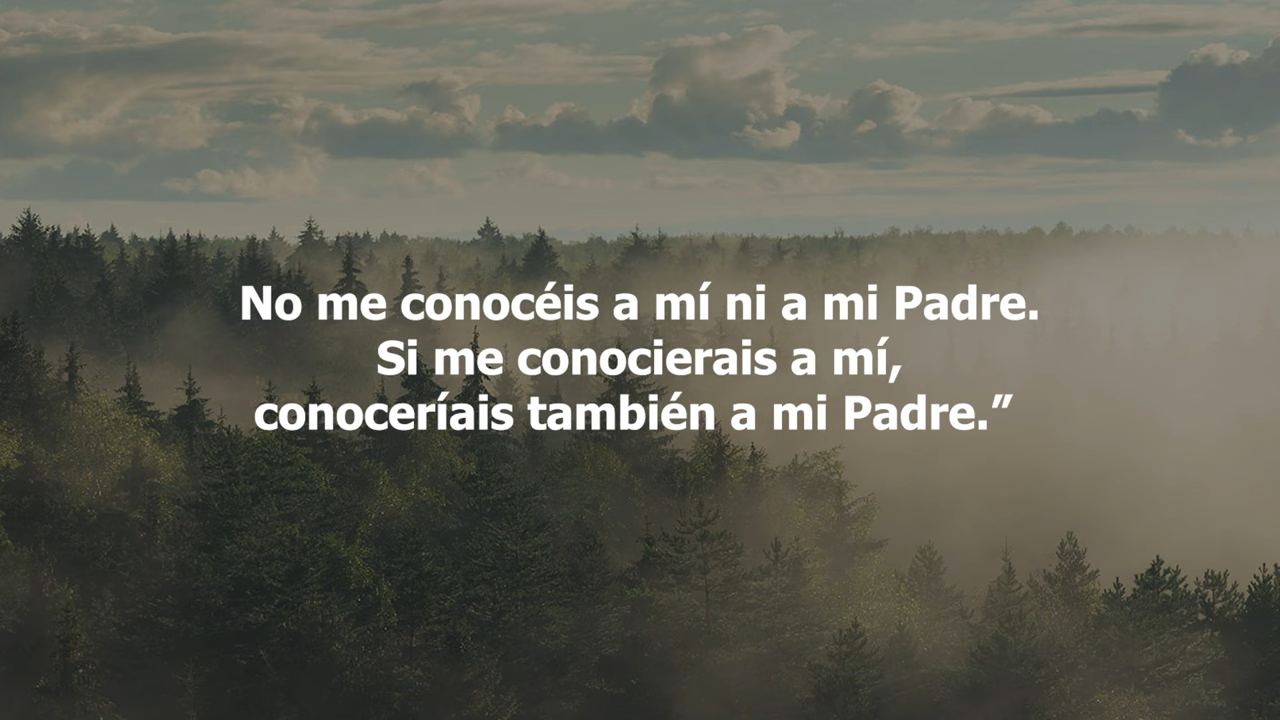 No me conocéis a mí ni a mi Padre.
Si me conocierais a mí,
conoceríais también a mi Padre.”